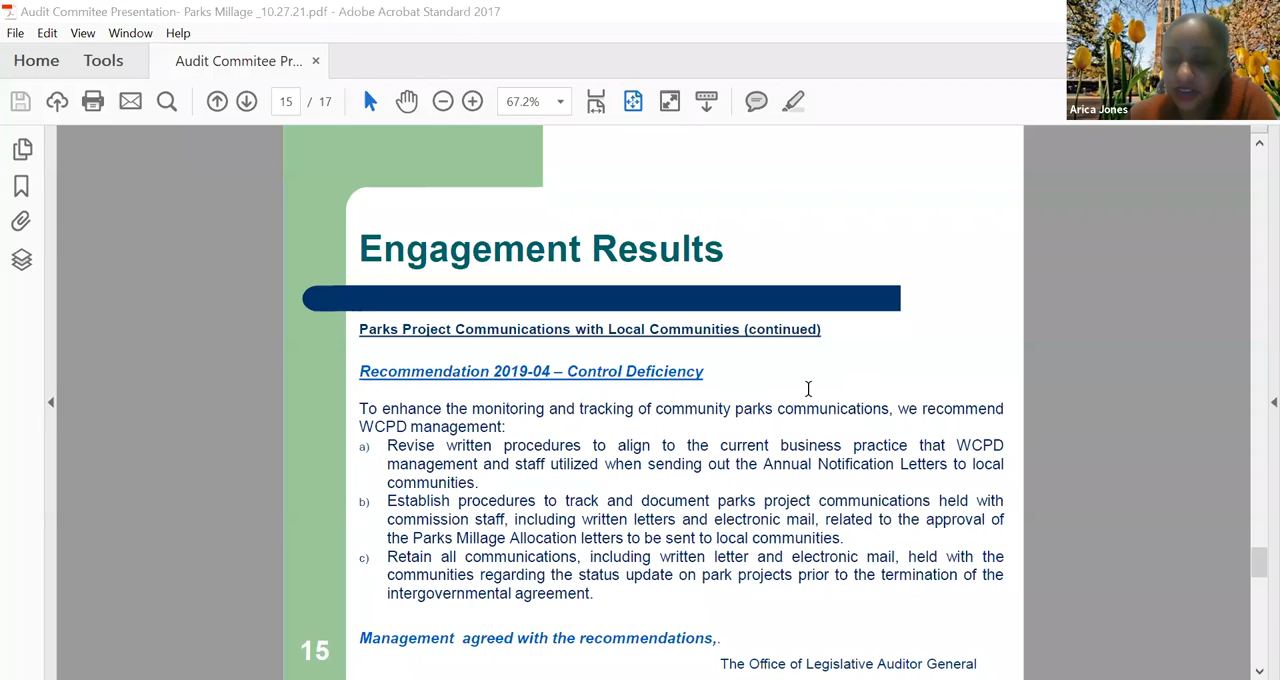 Audit Commitee Presentation- Parks Millage _10.27.21.pdf - Adobe Acrobat Standard 2017
File Edit View Window Help
Home Tools Audit Commitee Pr... ×
15 / 17 67.2%
Arica Jones
Engagement Results
Parks Project Communications with Local Communities (continued)
Recommendation 2019-04 – Control Deficiency
To enhance the monitoring and tracking of community parks communications, we recommend
WCPD management:
a) Revise written procedures to align to the current business practice that WCPD
management and staff utilized when sending out the Annual Notification Letters to local
communities.
b) Establish procedures to track and document parks project communications held with
commission staff, including written letters and electronic mail, related to the approval of
the Parks Millage Allocation letters to be sent to local communities.
c) Retain all communications, including written letter and electronic mail, held with the
communities regarding the status update on park projects prior to the termination of the
intergovernmental agreement.
Management agreed with the recommendations,.
15
The Office of Legislative Auditor General